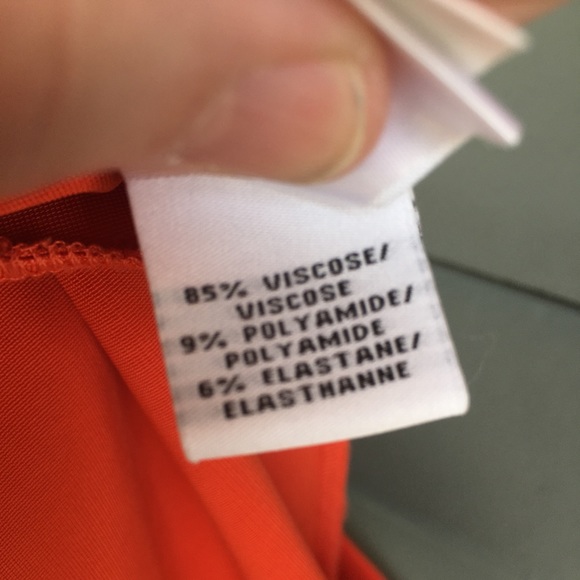 85% VISCOSE/
VISCOSE
9% POLYAMIDE/
POLYAMIDE
6% ELASTANE/
ELASTHANNE